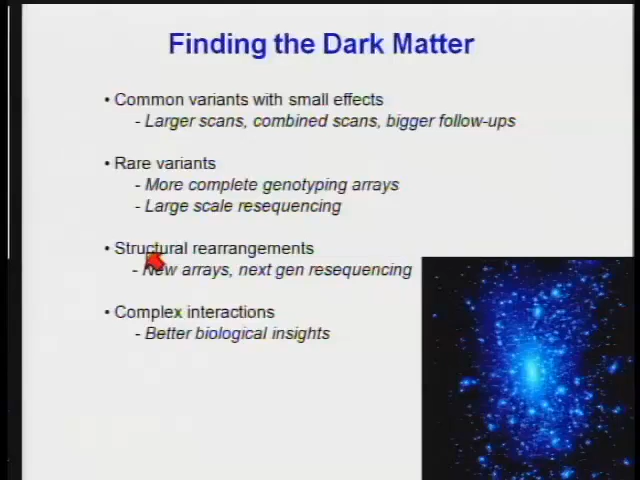 Finding the Dark Matter
• Common variants with small effects
- Larger scans, combined scans, bigger follow-ups
• Rare variants
- More complete genotyping arrays
- Large scale resequencing
• Structural rearrangements
- New arrays, next gen resequencing
• Complex interactions
- Better biological insights